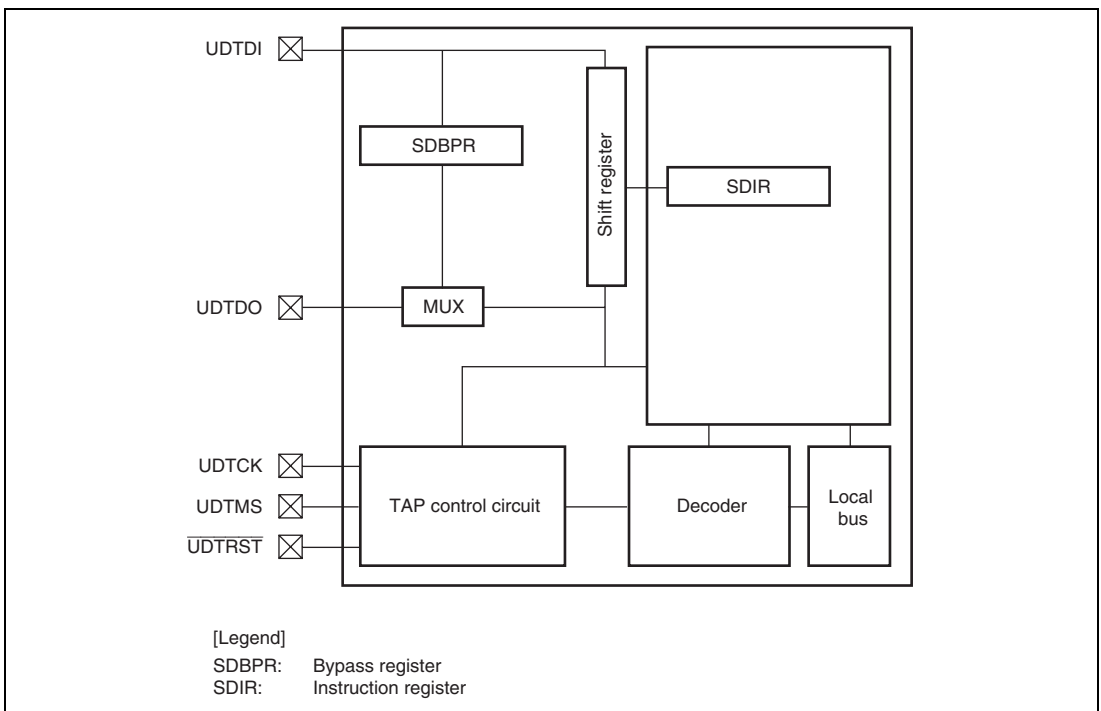 UDTDI
SDBPR
Shift register
SDIR
UDTDO
MUX
UDTCK
UDTMS
UDTRST
TAP control circuit
Decoder
Local
bus
[Legend]
SDBPR: Bypass register
SDIR: Instruction register